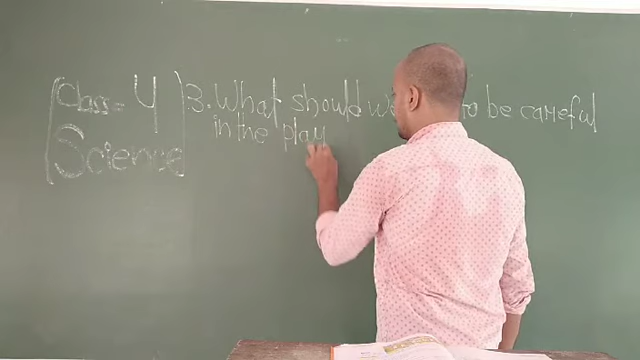 Class = 4
Science
3. What should we to be careful
in the play